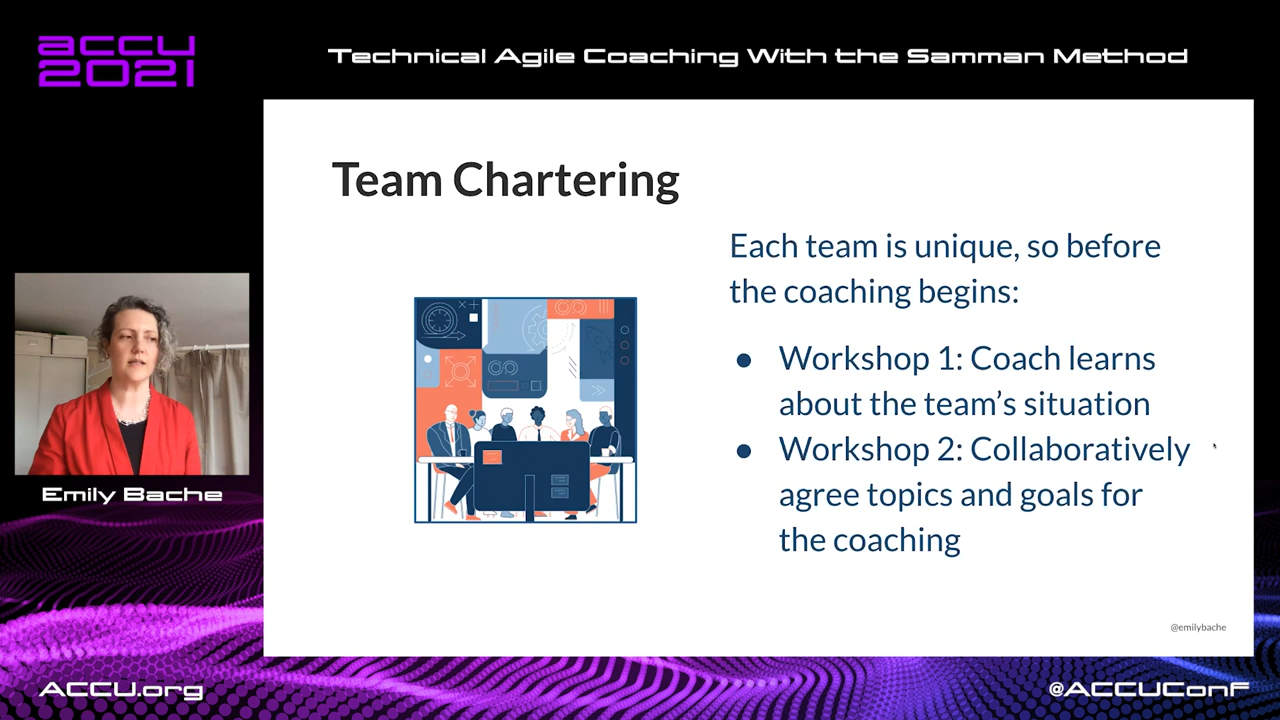 accu
2021
Technical Agile Coaching With the Samman Method
Team Chartering
Each team is unique, so before
the coaching begins:
● Workshop 1: Coach learns
about the team's situation
● Workshop 2: Collaboratively
agree topics and goals for
the coaching
@emilybache
Emily Bache
ACCU.org
@ACCUConf